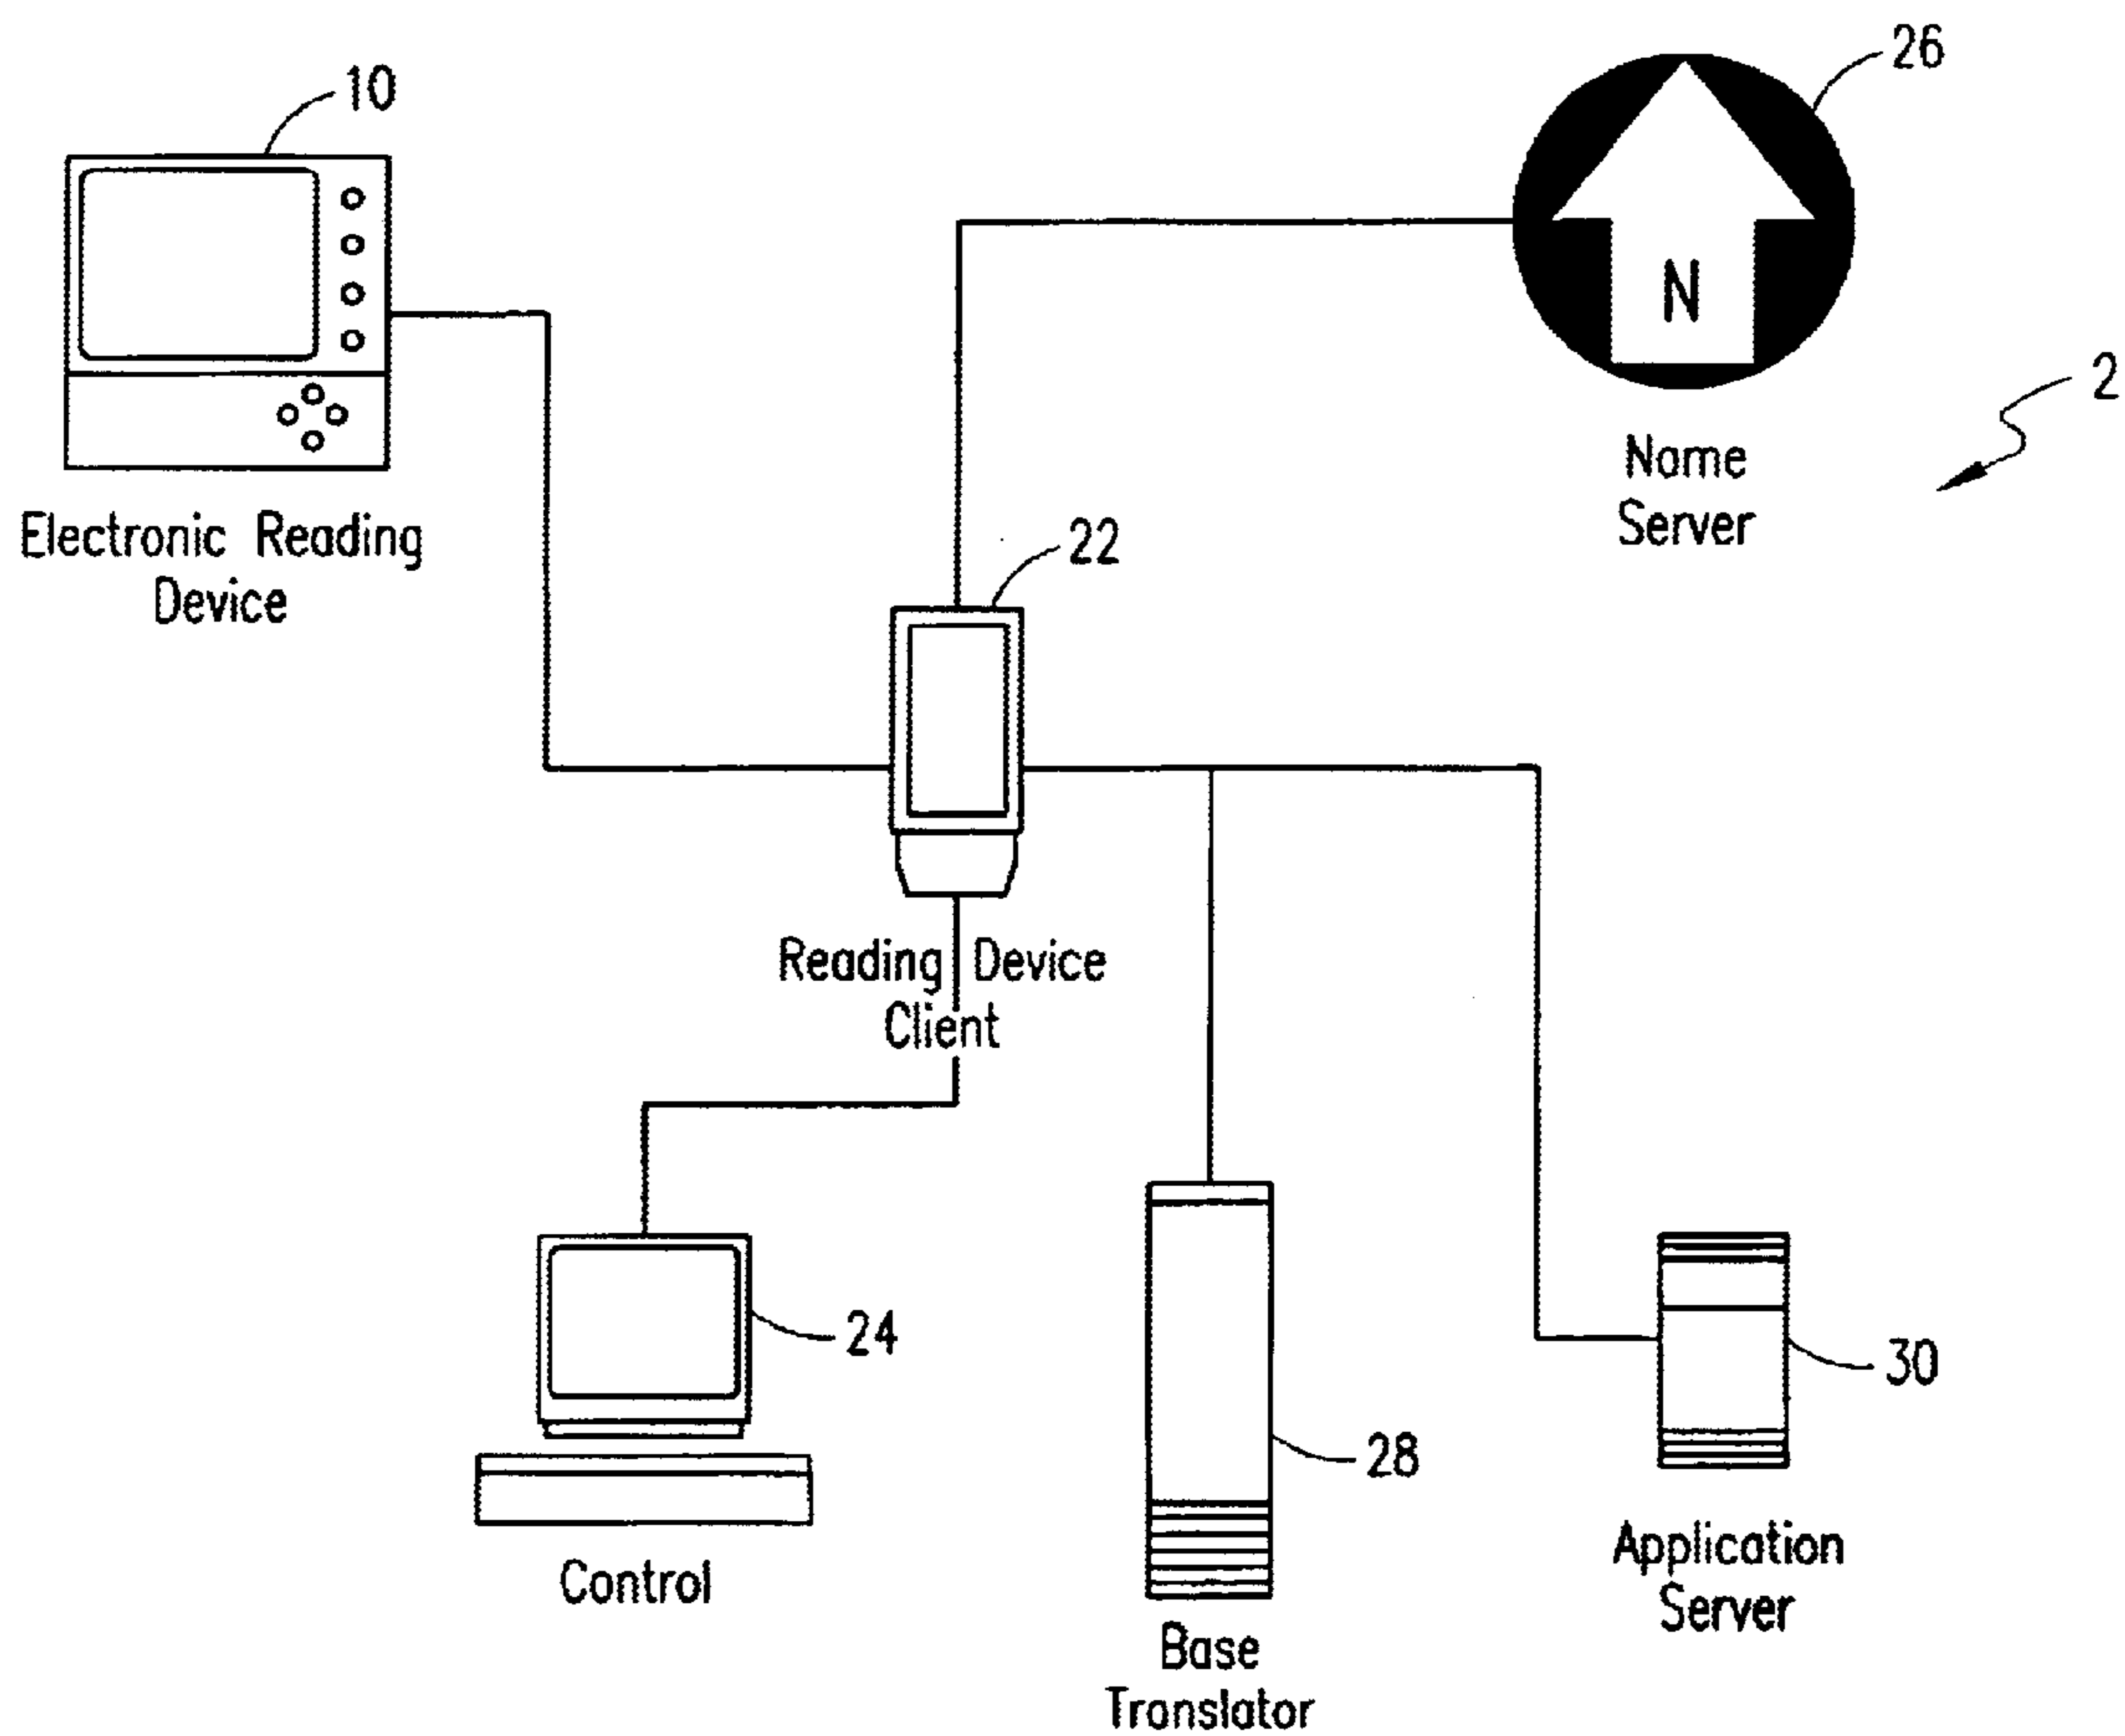 10
26
N
2
Name
Server
Electronic Reading
Device
22
Reading Device
Client
24
30
28
Control
Application
Server
Base
Translator